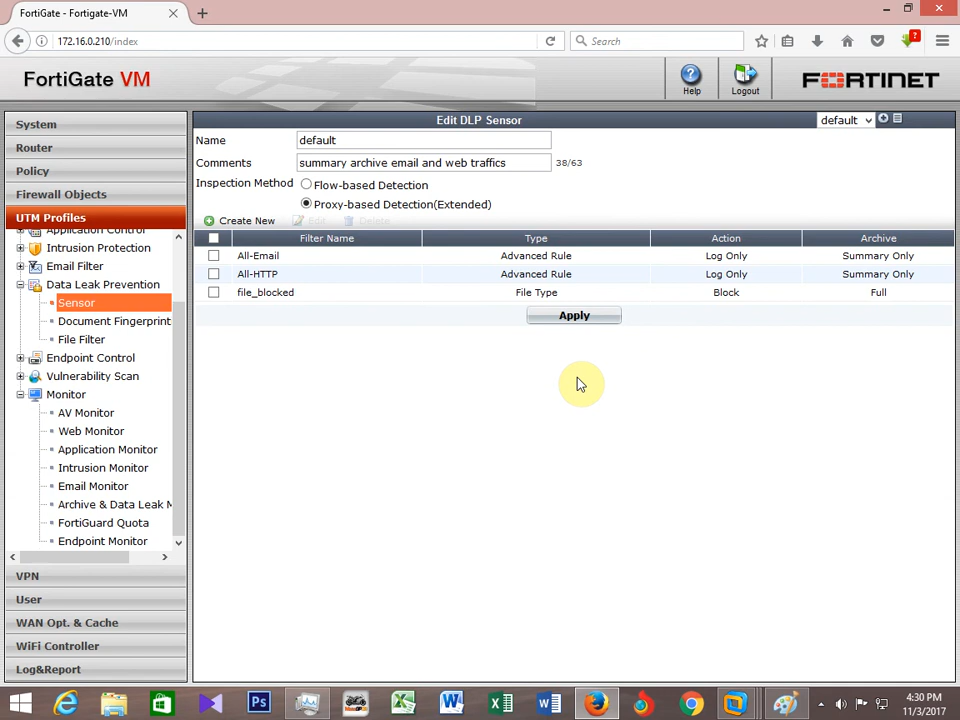 FortiGate - Fortigate-VM
172.16.0.210/index
Search
?
FortiGate VM
Help
Logout
FORTINET
System
Router
Policy
Firewall Objects
UTM Profiles
Application Control
Intrusion Protection
Email Filter
Data Leak Prevention
Sensor
Document Fingerprint
File Filter
Endpoint Control
Vulnerability Scan
Monitor
AV Monitor
Web Monitor
Application Monitor
Intrusion Monitor
Email Monitor
Archive & Data Leak M
FortiGuard Quota
Endpoint Monitor
VPN
User
WAN Opt. & Cache
WiFi Controller
Log&Report
Edit DLP Sensor
default
Name default
Comments summary archive email and web traffics 38/63
Inspection Method Flow-based Detection
Proxy-based Detection(Extended)
Create New Edit Delete
Filter Name Type Action Archive
All-Email Advanced Rule Log Only Summary Only
All-HTTP Advanced Rule Log Only Summary Only
file_blocked File Type Block Full
Apply
4:30 PM
11/3/2017